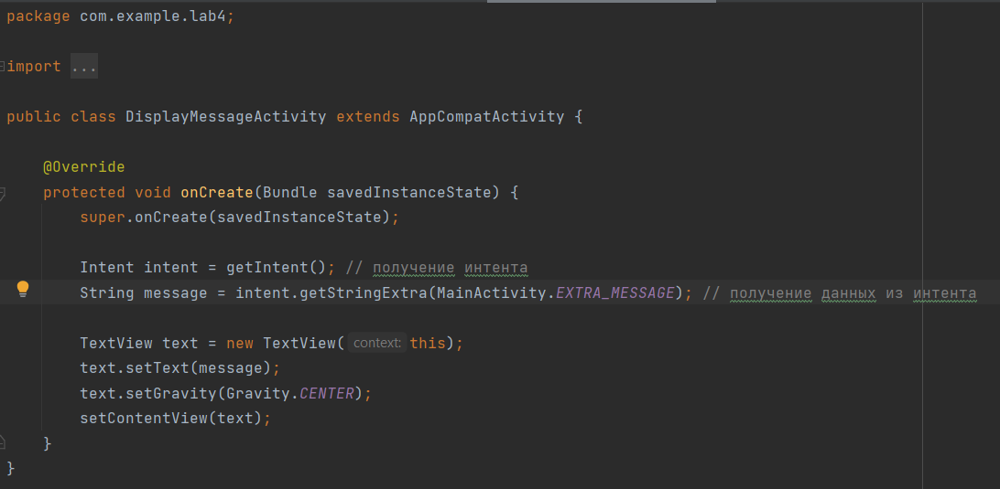 package com.example.lab4;
import ...
public class DisplayMessageActivity extends AppCompatActivity {
@Override
protected void onCreate(Bundle savedInstanceState) {
super.onCreate(savedInstanceState);
Intent intent = getIntent(); // получение интента
String message = intent.getStringExtra(MainActivity.EXTRA_MESSAGE); // получение данных из интента
TextView text = new TextView( context: this);
text.setText(message);
text.setGravity(Gravity.CENTER);
setContentView(text);
}
}